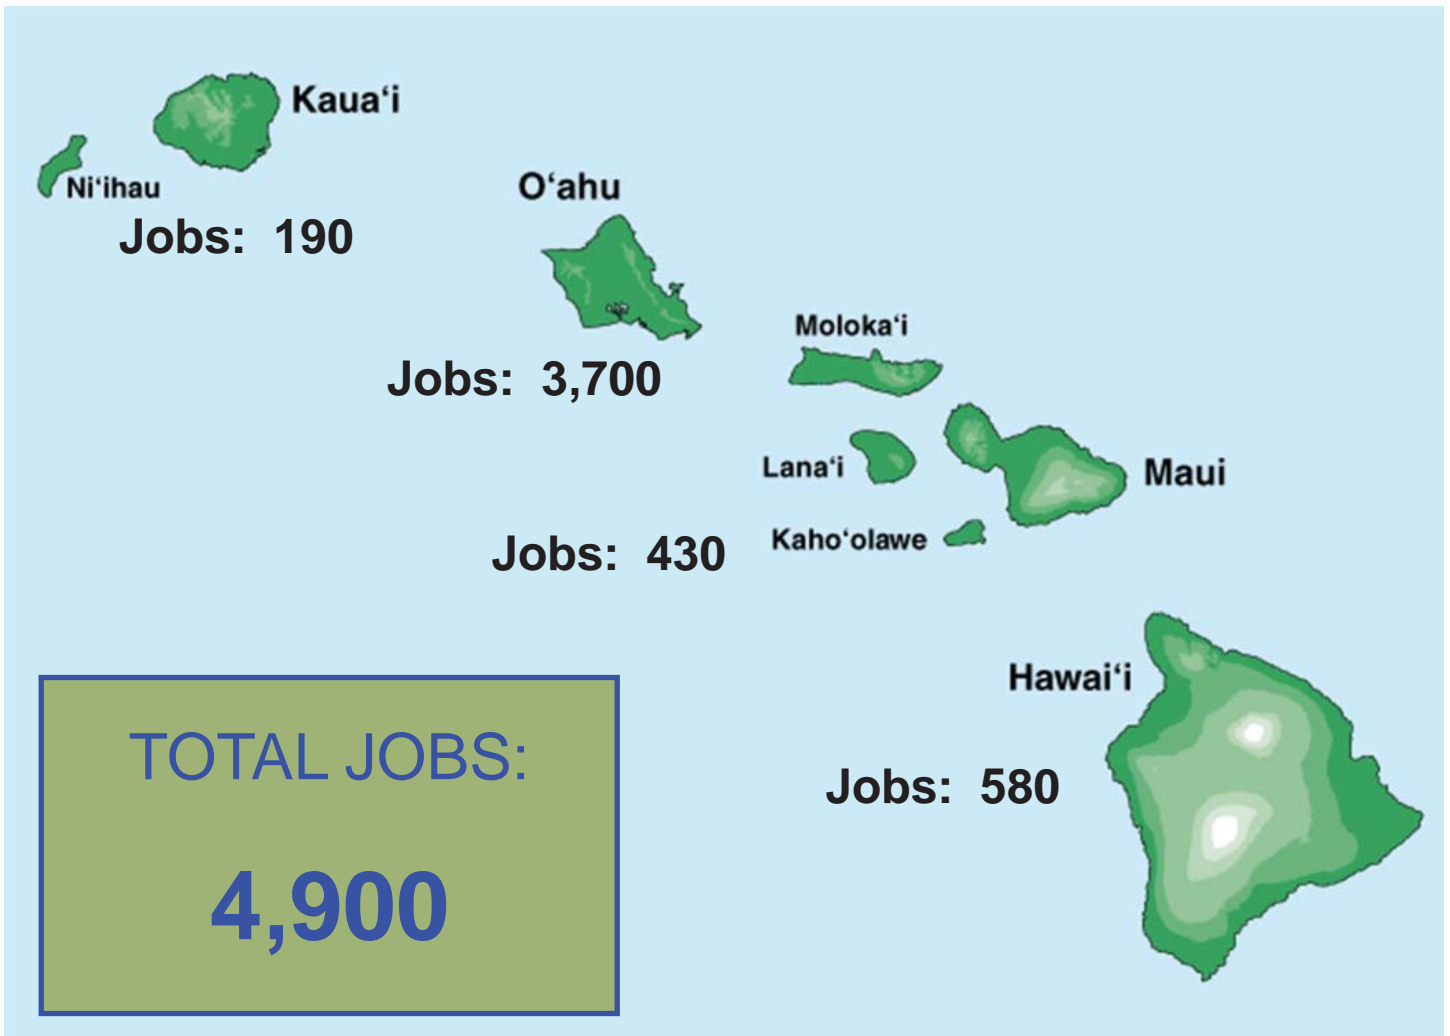 Kaua‘i
Ni‘ihau
Jobs: 190
O‘ahu
Jobs: 3,700
Moloka‘i
Lana‘i
Maui
Kaho‘olawe
Jobs: 430
Hawai‘i
Jobs: 580
TOTAL JOBS:
4,900